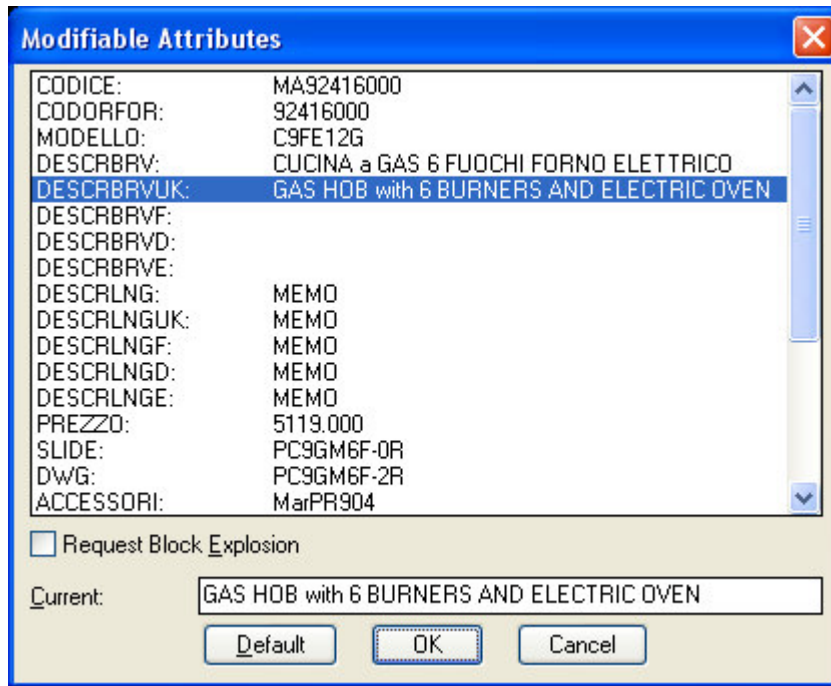 Modifiable Attributes
CODICE: MA92416000
CODORFOR: 92416000
MODELLO: C9FE12G
DESCRBRV: CUCINA a GAS 6 FUOCHI FORNO ELETTRICO
DESCRBRVUK: GAS HOB with 6 BURNERS AND ELECTRIC OVEN
DESCRBRVF:
DESCRBRVD:
DESCRBRVE:
DESCRLNG: MEMO
DESCRLNGUK: MEMO
DESCRLNGF: MEMO
DESCRLNGD: MEMO
DESCRLNGE: MEMO
PREZZO: 5119.000
SLIDE: PC9GM6F-0R
DWG: PC9GM6F-2R
ACCESSORI: MarPR904
Request Block Explosion
Current: GAS HOB with 6 BURNERS AND ELECTRIC OVEN
Default OK Cancel